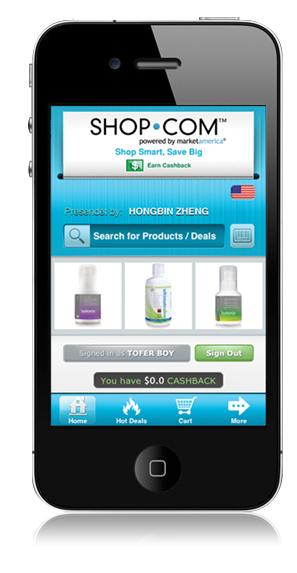 SHOP•COM™
powered by marketamerica®
Shop Smart, Save Big
$ Earn Cashback
Presented by: HONGBIN ZHENG
Search for Products / Deals
Signed in as TOFER BOY Sign Out
You have $0.0 CASHBACK
Home Hot Deals Cart More